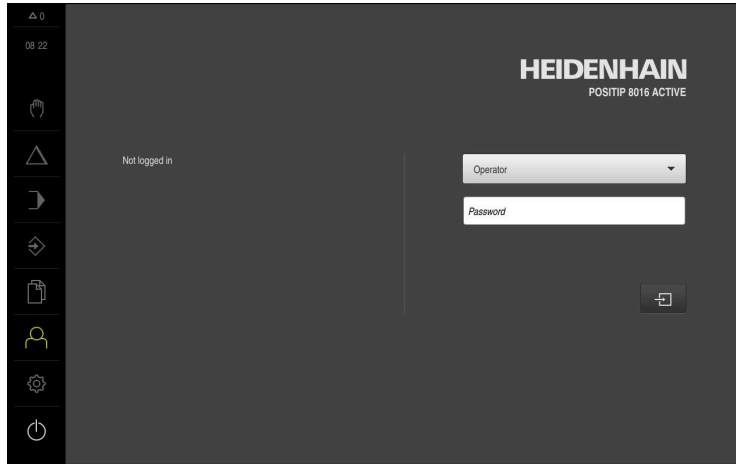 △ 0
08 22
HEIDENHAIN
POSITIP 8016 ACTIVE
Not logged in
Operator
Password